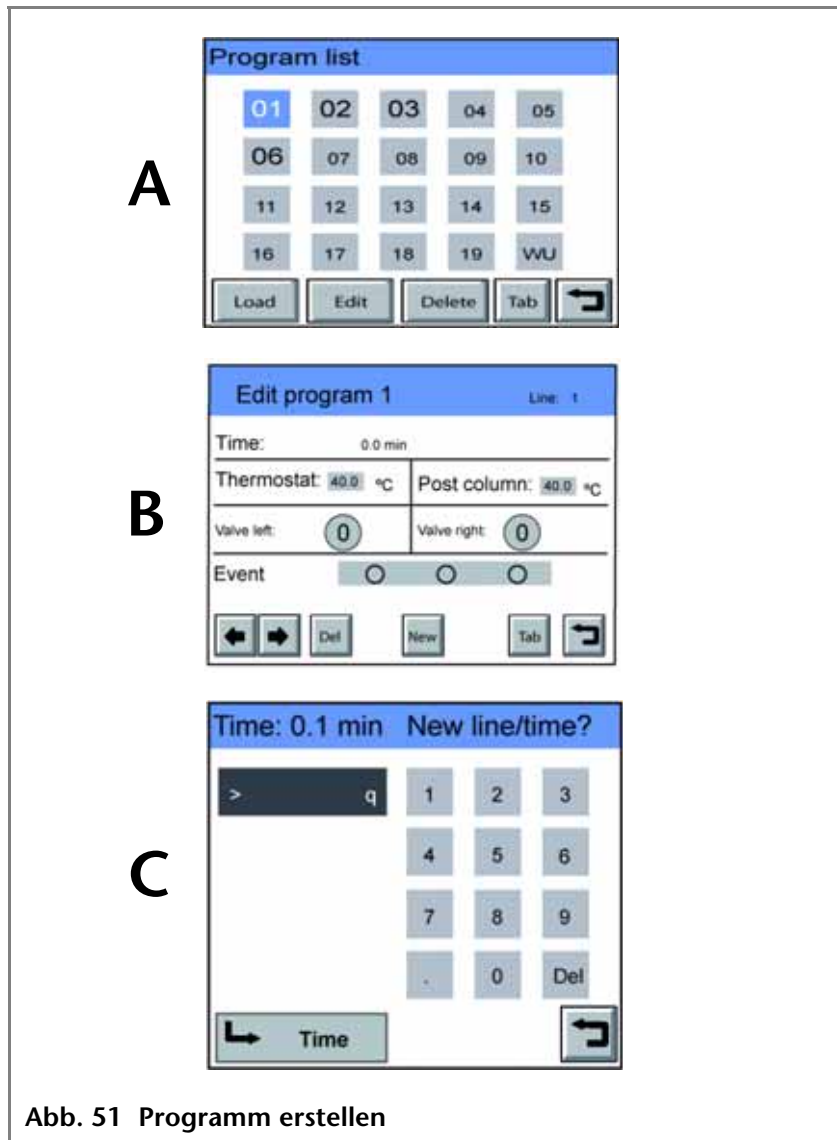 A
Program list
01 02 03 04 05
06 07 08 09 10
11 12 13 14 15
16 17 18 19 WU
Load Edit Delete Tab
B
Edit program 1 Line: 1
Time: 0.0 min
Thermostat: 40.0 °C Post column: 40.0 °C
Valve left: 0 Valve right: 0
Event
Del New Tab
C
Time: 0.1 min New line/time?
> q 1 2 3
4 5 6
7 8 9
. 0 Del
Time
Abb. 51 Programm erstellen